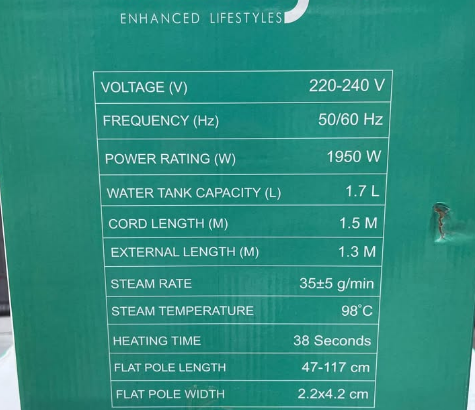 ENHANCED LIFESTYLES
VOLTAGE (V) 220-240 V
FREQUENCY (Hz) 50/60 Hz
POWER RATING (W) 1950 W
WATER TANK CAPACITY (L) 1.7 L
CORD LENGTH (M) 1.5 M
EXTERNAL LENGTH (M) 1.3 M
STEAM RATE 35±5 g/min
STEAM TEMPERATURE 98°C
HEATING TIME 38 Seconds
FLAT POLE LENGTH 47-117 cm
FLAT POLE WIDTH 2.2x4.2 cm